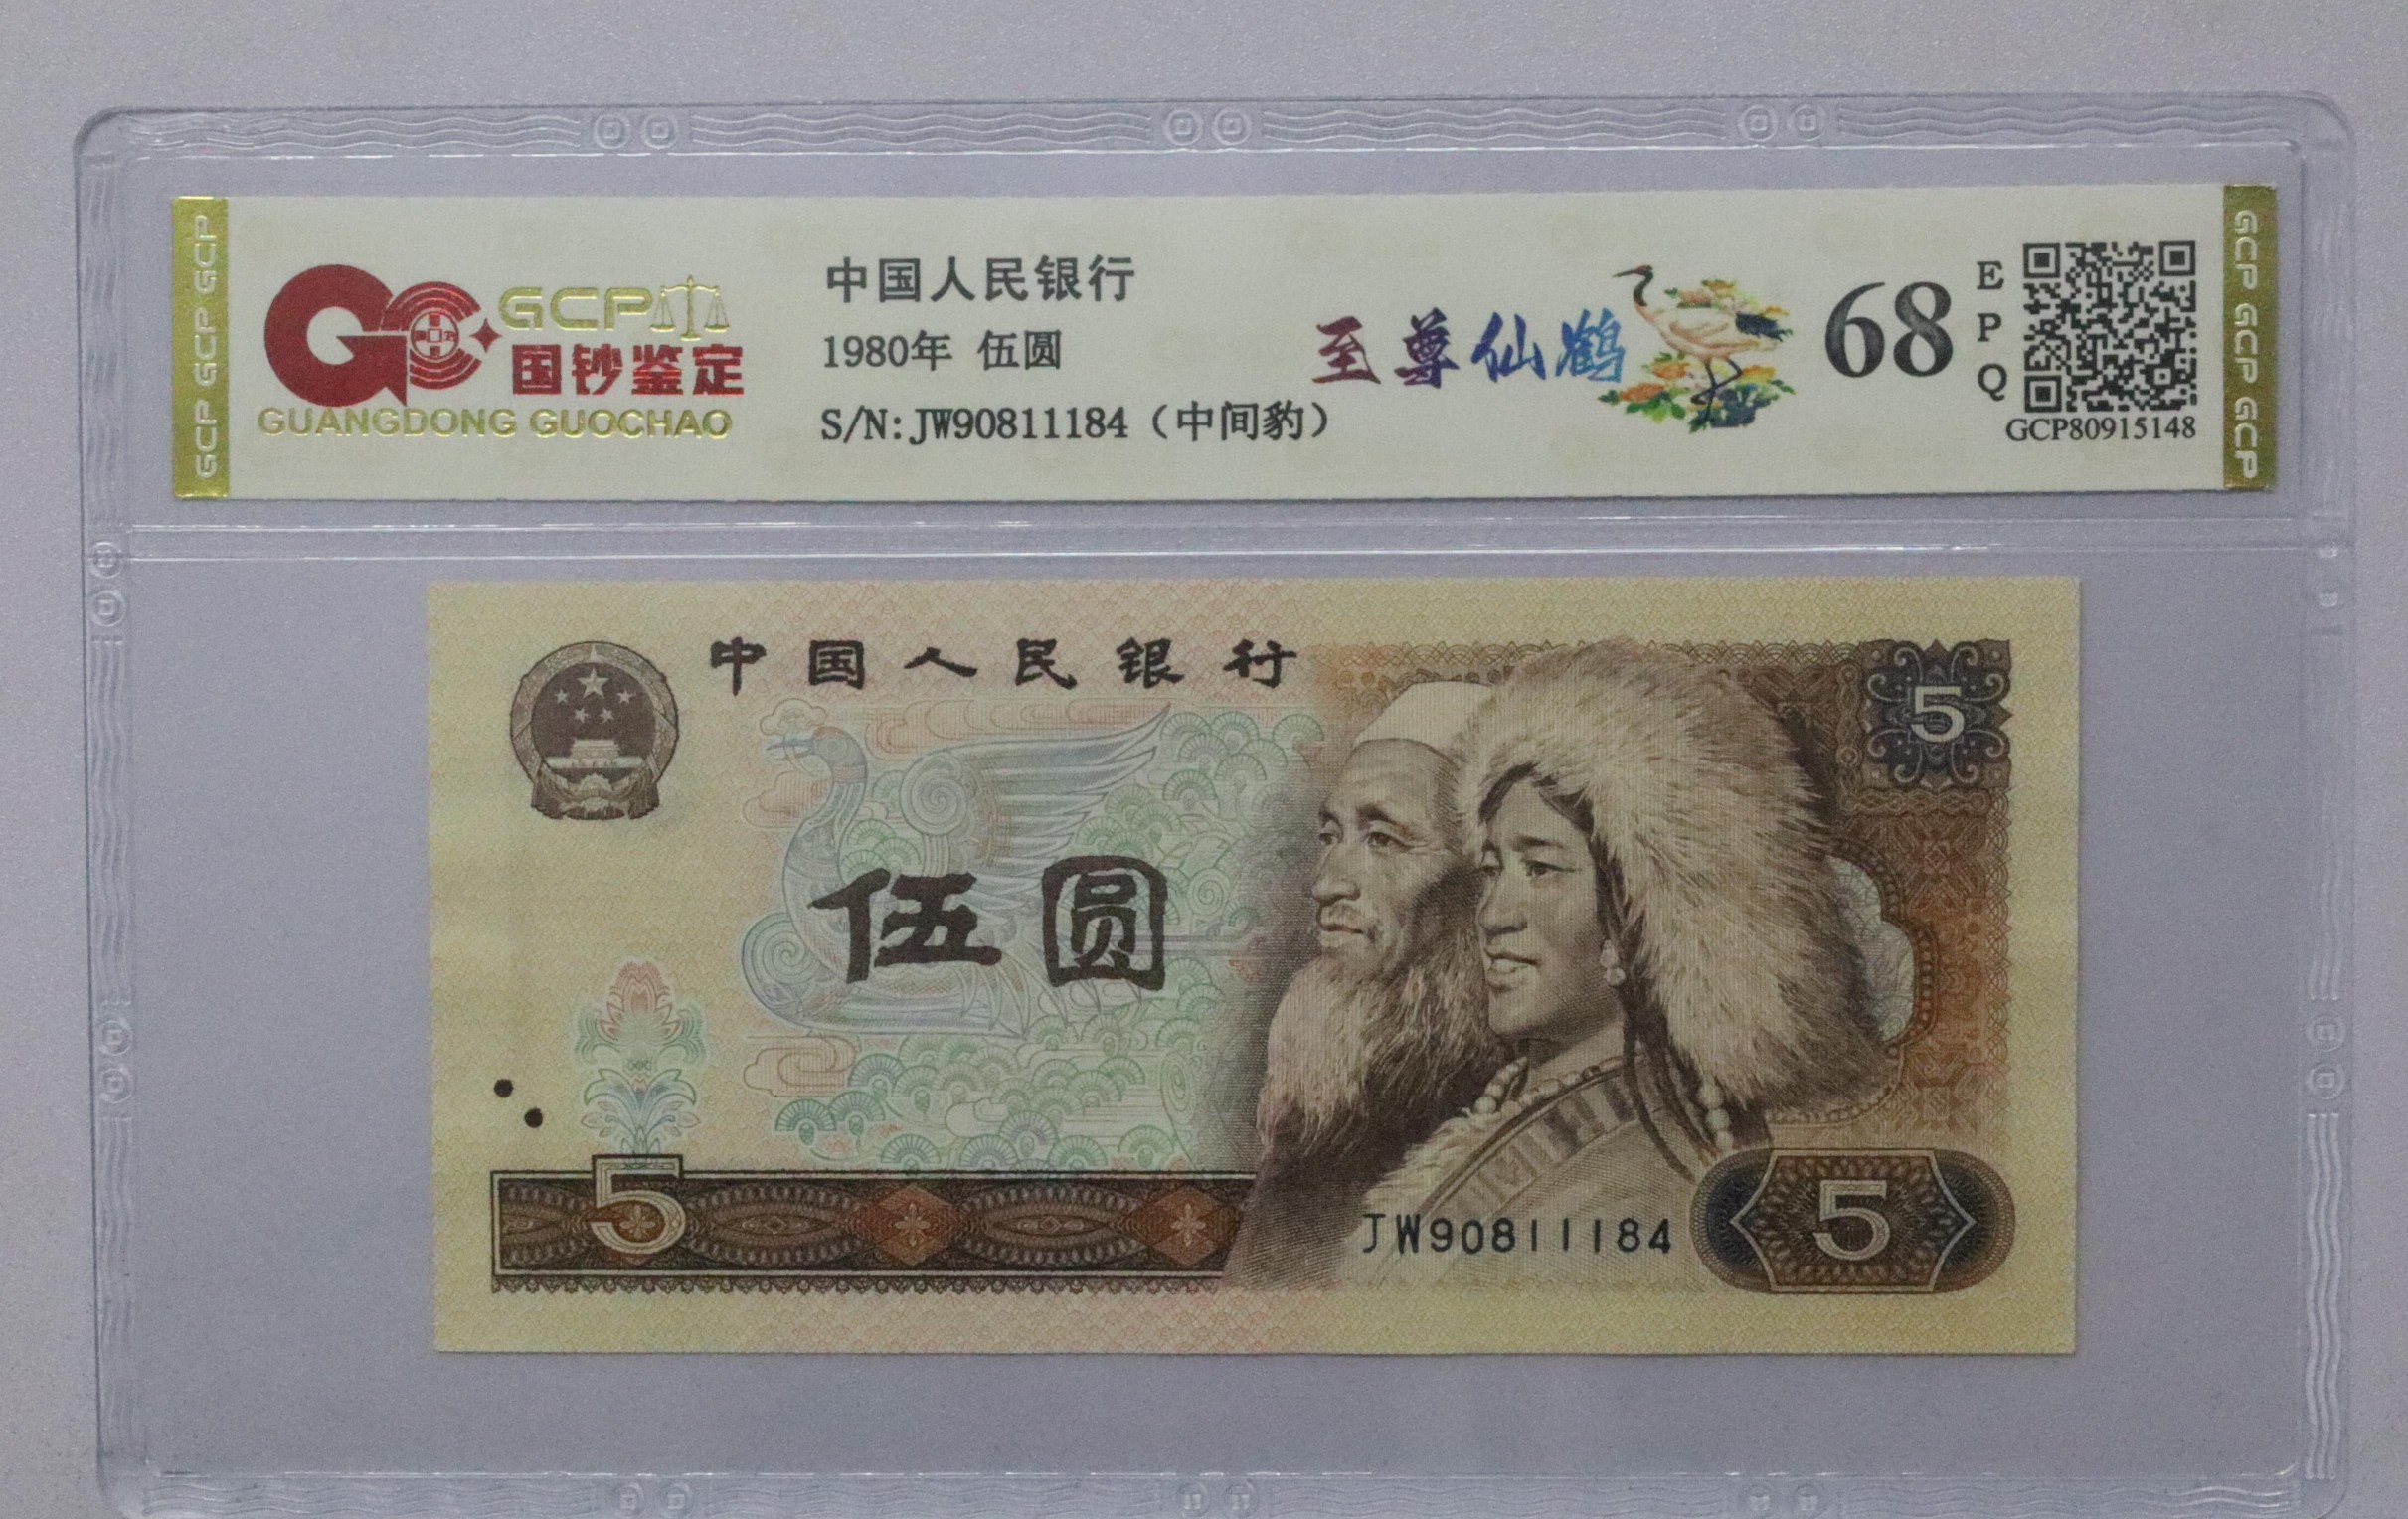 GCP GCP GCP
GCP
国钞鉴定
GUANGDONG GUOCHAO
中国人民银行
1980年 伍圆
S/N:JW90811184（中间豹）
至尊仙鹤
68
EPQ
GCP80915148
GCP GCP GCP GCP
中国人民银行
5
伍圆
5
JW90811184
5